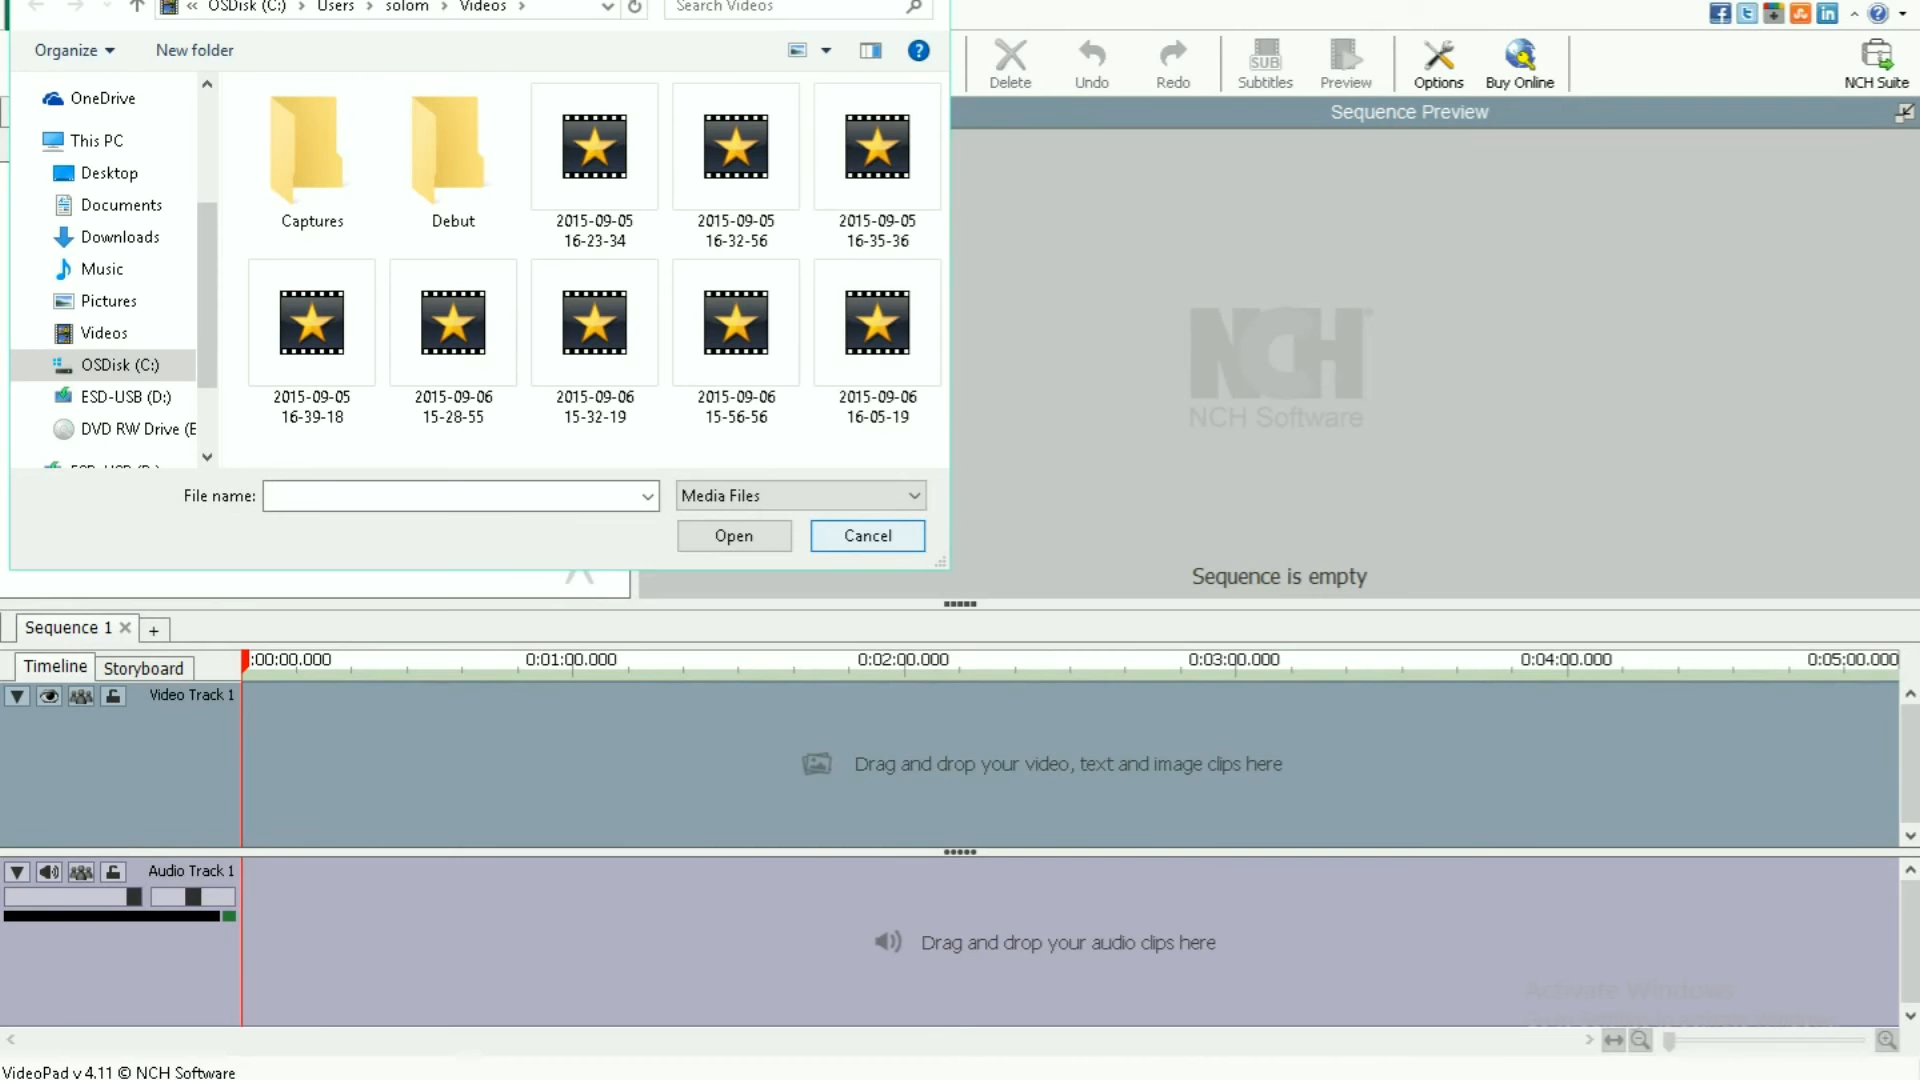 « OSDisk (C:) > Users > solom > Videos >
Search Videos
Organize
New folder
Delete
Undo
Redo
SUB
Subtitles
Preview
Options
Buy Online
NCH Suite
Sequence Preview
OneDrive
This PC
Desktop
Documents
Downloads
Music
Pictures
Videos
OSDisk (C:)
ESD-USB (D:)
DVD RW Drive (E
Captures
Debut
2015-09-05
16-23-34
2015-09-05
16-32-56
2015-09-05
16-35-36
2015-09-05
16-39-18
2015-09-06
15-28-55
2015-09-06
15-32-19
2015-09-06
15-56-56
2015-09-06
16-05-19
File name:
Media Files
Open
Cancel
NCH
NCH Software
Sequence is empty
Sequence 1
Timeline
Storyboard
:00:00.000
0:01:00.000
0:02:00.000
0:03:00.000
0:04:00.000
0:05:00.000
Video Track 1
Drag and drop your video, text and image clips here
Audio Track 1
Drag and drop your audio clips here
Activate Windows
VideoPad v 4.11 © NCH Software